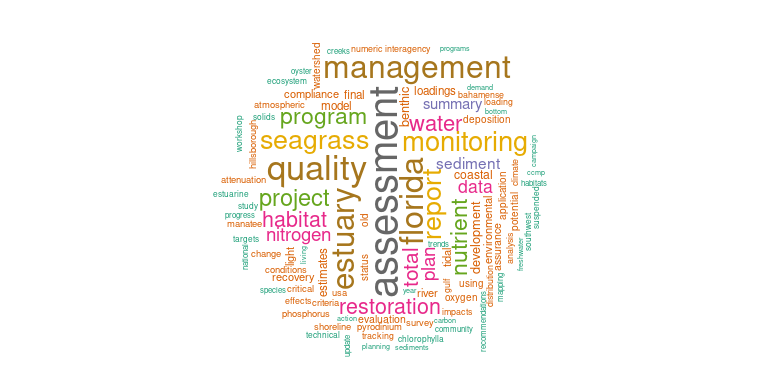 programs
numeric interagency
creeks
watershed
management
oyster
ecosystem
demand
loadings
bahamense
compliance
final
benthic
summary
loading
atmospheric
model
bottom
solids
program
water
deposition
workshop
hillsborough
seagrass
assessment
monitoring
campaign
quality
sediment
coastal
climate
ccmp
attenuation
data
habitats
estuarine
project
estuary
florida
report
nutrient
application
potential
suspended
study
progress
habitat
old
development
environmental
southwest
manatee
targets
nitrogen
trends
assurance
analysis
national
change
living
light
total
plan
tidal
freshwater
conditions
status
distribution
mapping
recovery
estimates
gulf
using
species
critical
usa
year
river
oxygen
effects
criteria
restoration
impacts
recommendations
phosphorus
action
evaluation
carbon
shoreline
pyrodinium
survey
community
technical
tracking
chlorophylla
update
planning
sediments